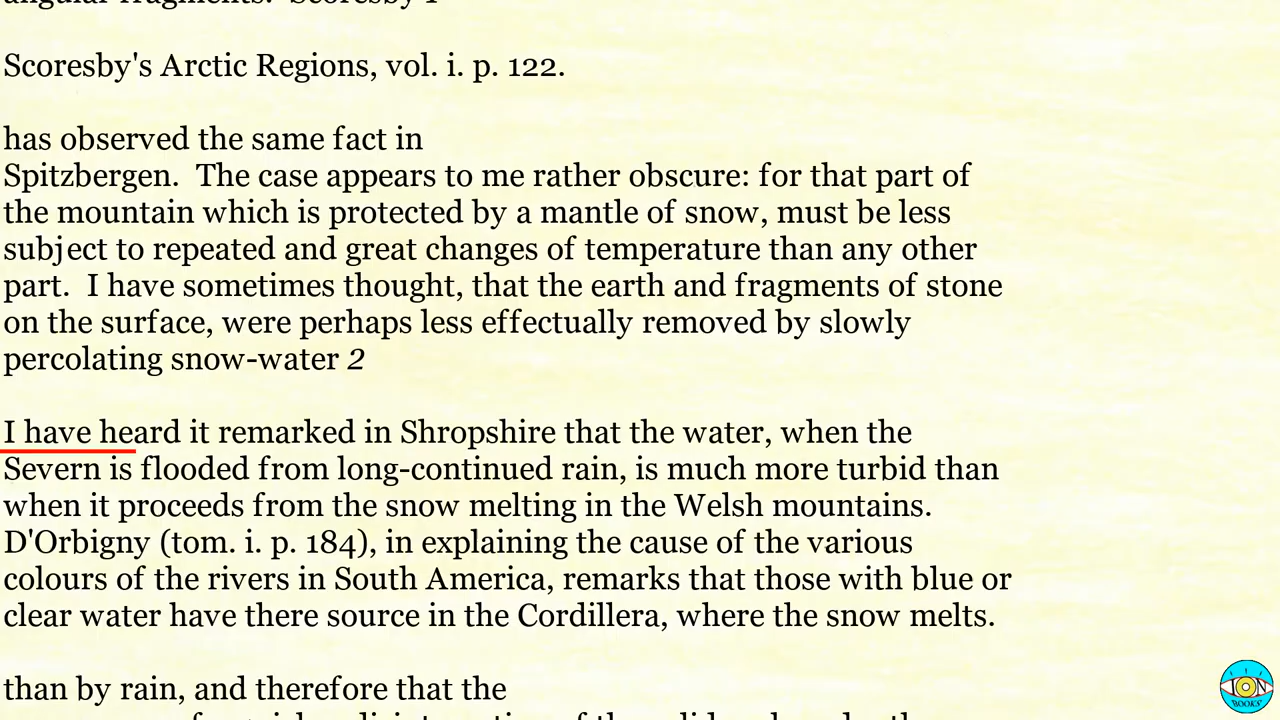 angular fragments.  Scoresby 1
Scoresby's Arctic Regions, vol. i. p. 122.
has observed the same fact in
Spitzbergen.  The case appears to me rather obscure: for that part of
the mountain which is protected by a mantle of snow, must be less
subject to repeated and great changes of temperature than any other
part.  I have sometimes thought, that the earth and fragments of stone
on the surface, were perhaps less effectually removed by slowly
percolating snow-water 2
I have heard it remarked in Shropshire that the water, when the
Severn is flooded from long-continued rain, is much more turbid than
when it proceeds from the snow melting in the Welsh mountains.
D'Orbigny (tom. i. p. 184), in explaining the cause of the various
colours of the rivers in South America, remarks that those with blue or
clear water have there source in the Cordillera, where the snow melts.
than by rain, and therefore that the
ION
BOOKS